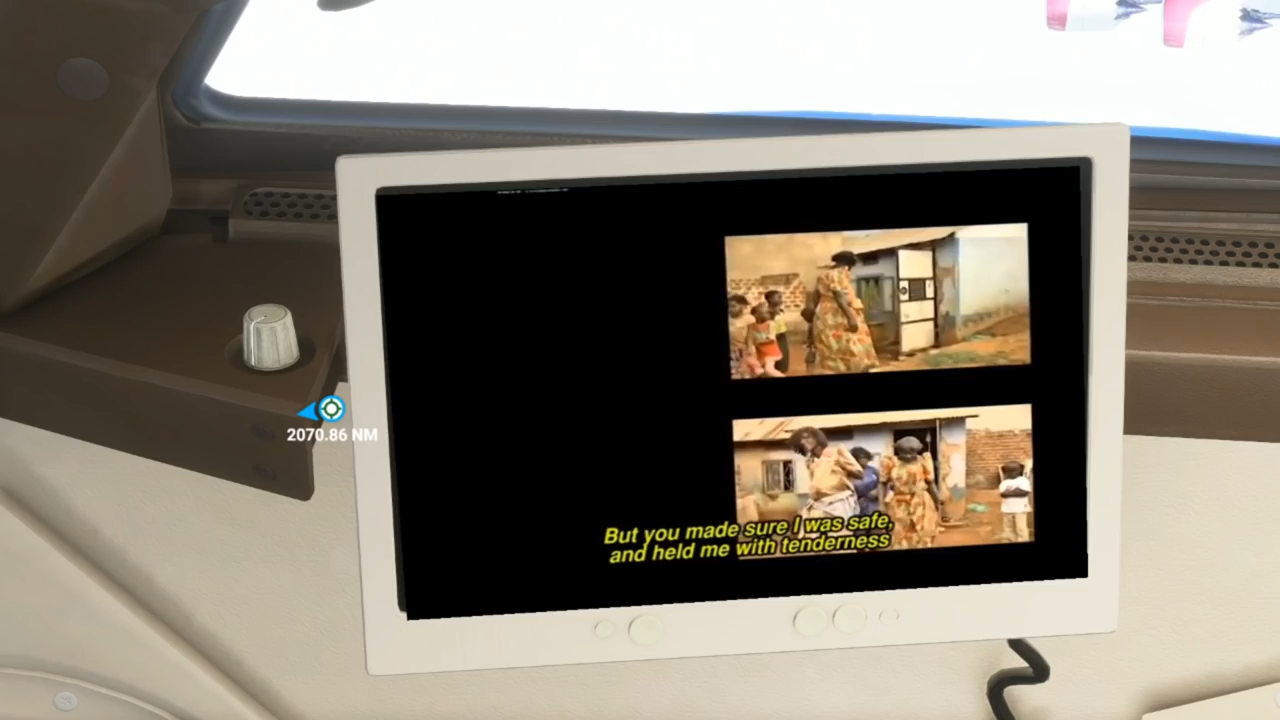 2070.86 NM
But you made sure I was safe,
and held me with tenderness